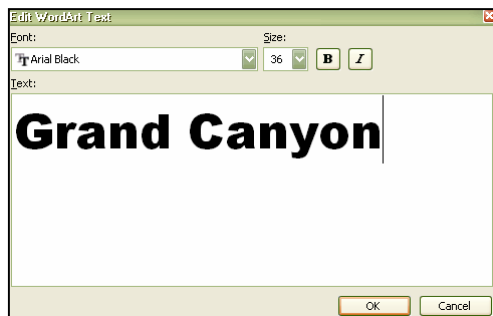 Edit WordArt Text
Font:
Size:
Arial Black
36
B
I
Text:
Grand Canyon
OK
Cancel